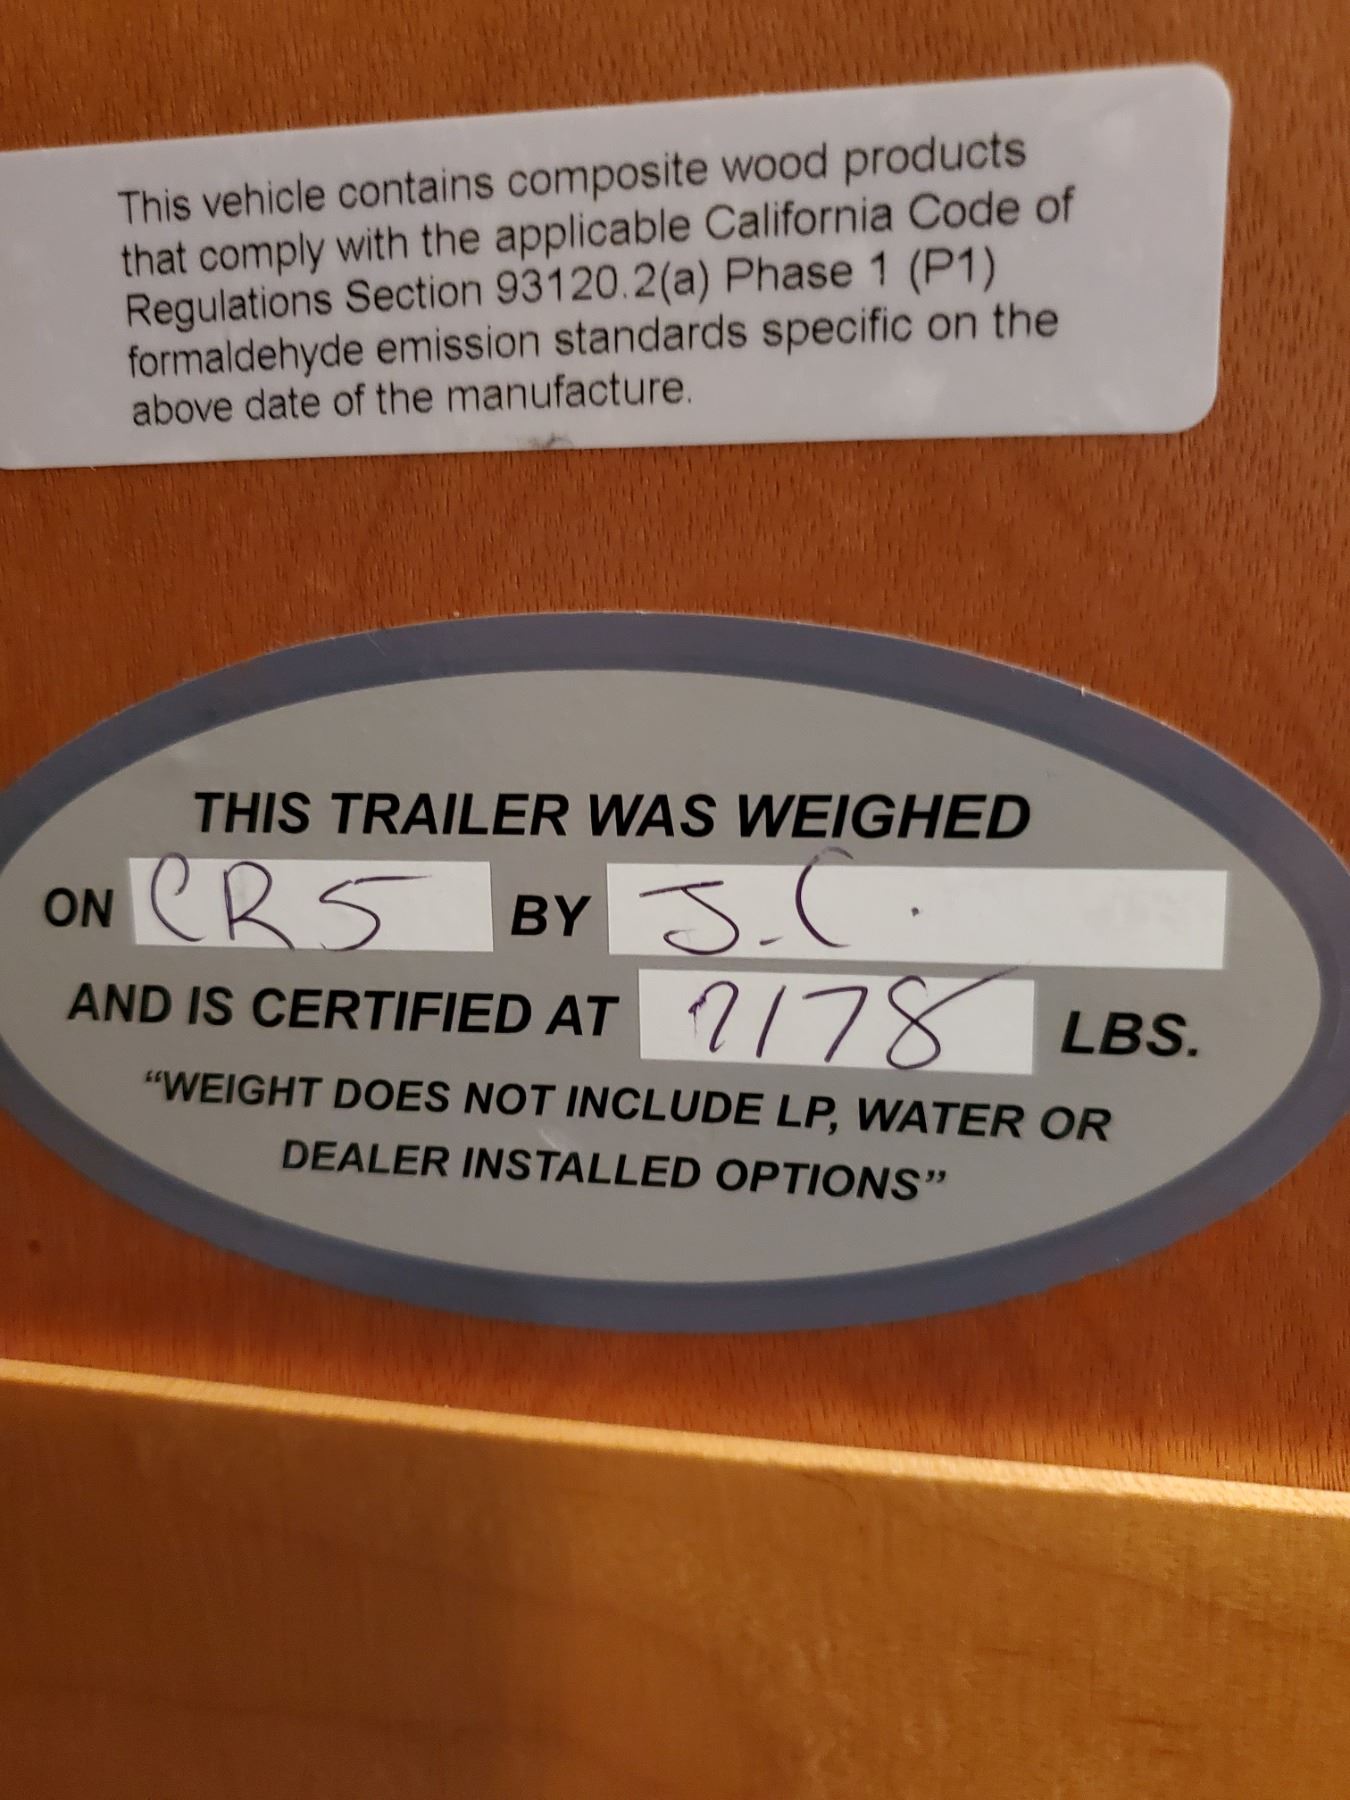 This vehicle contains composite wood products
that comply with the applicable California Code of
Regulations Section 93120.2(a) Phase 1 (P1)
formaldehyde emission standards specific on the
above date of the manufacture.
THIS TRAILER WAS WEIGHED
ON CR5 BY J.C.
AND IS CERTIFIED AT 7178 LBS.
“WEIGHT DOES NOT INCLUDE LP, WATER OR
DEALER INSTALLED OPTIONS”